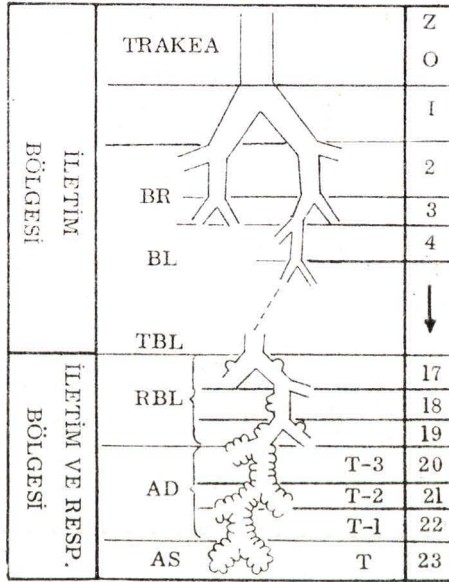 Z
TRAKEA
O
I
İLETİM
BÖLGESİ
2
BR
3
4
BL
TBL
İLETİM VE RESP.
BÖLGESİ
17
RBL
18
19
T-3 20
AD
T-2 21
T-1 22
AS T 23